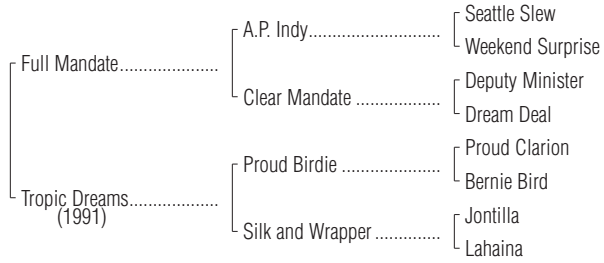 Seattle Slew
A.P. Indy..............................
Weekend Surprise
Full Mandate.....................
Deputy Minister
Clear Mandate ...................
Dream Deal
Proud Clarion
Proud Birdie ......................
Bernie Bird
Tropic Dreams...................
(1991)
Jontilla
Silk and Wrapper..............
Lahaina